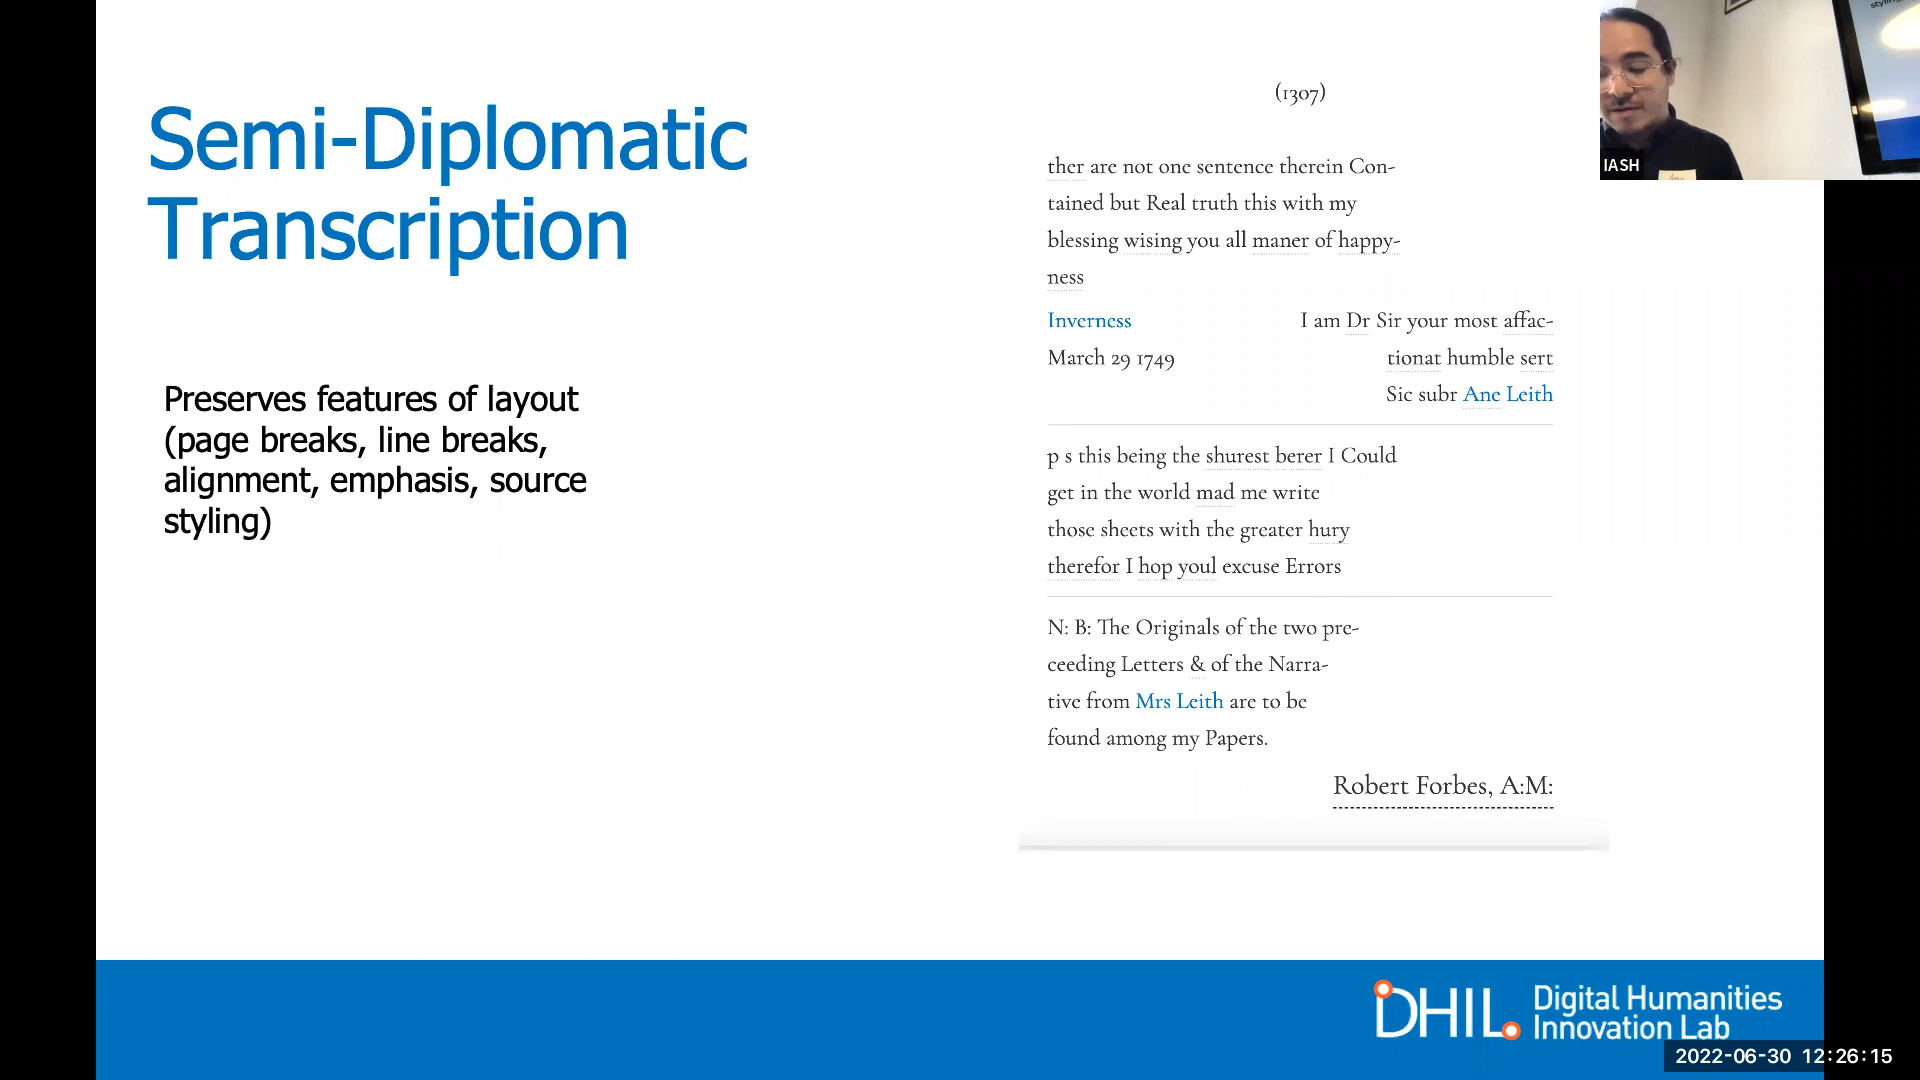 Semi-Diplomatic
Transcription
Preserves features of layout
(page breaks, line breaks,
alignment, emphasis, source
styling)
(1307)
ther are not one sentence therein Con-
tained but Real truth this with my
blessing wising you all maner of happy-
ness
Inverness
March 29 1749
I am Dr Sir your most affac-
tionat humble sert
Sic subr Ane Leith
p s this being the shurest berer I Could
get in the world mad me write
those sheets with the greater hury
therefor I hop youl excuse Errors
N: B: The Originals of the two pre-
ceeding Letters & of the Narra-
tive from Mrs Leith are to be
found among my Papers.
Robert Forbes, A:M:
IASH
DHIL
Digital Humanities
Innovation Lab
2022-06-30 12:26:15